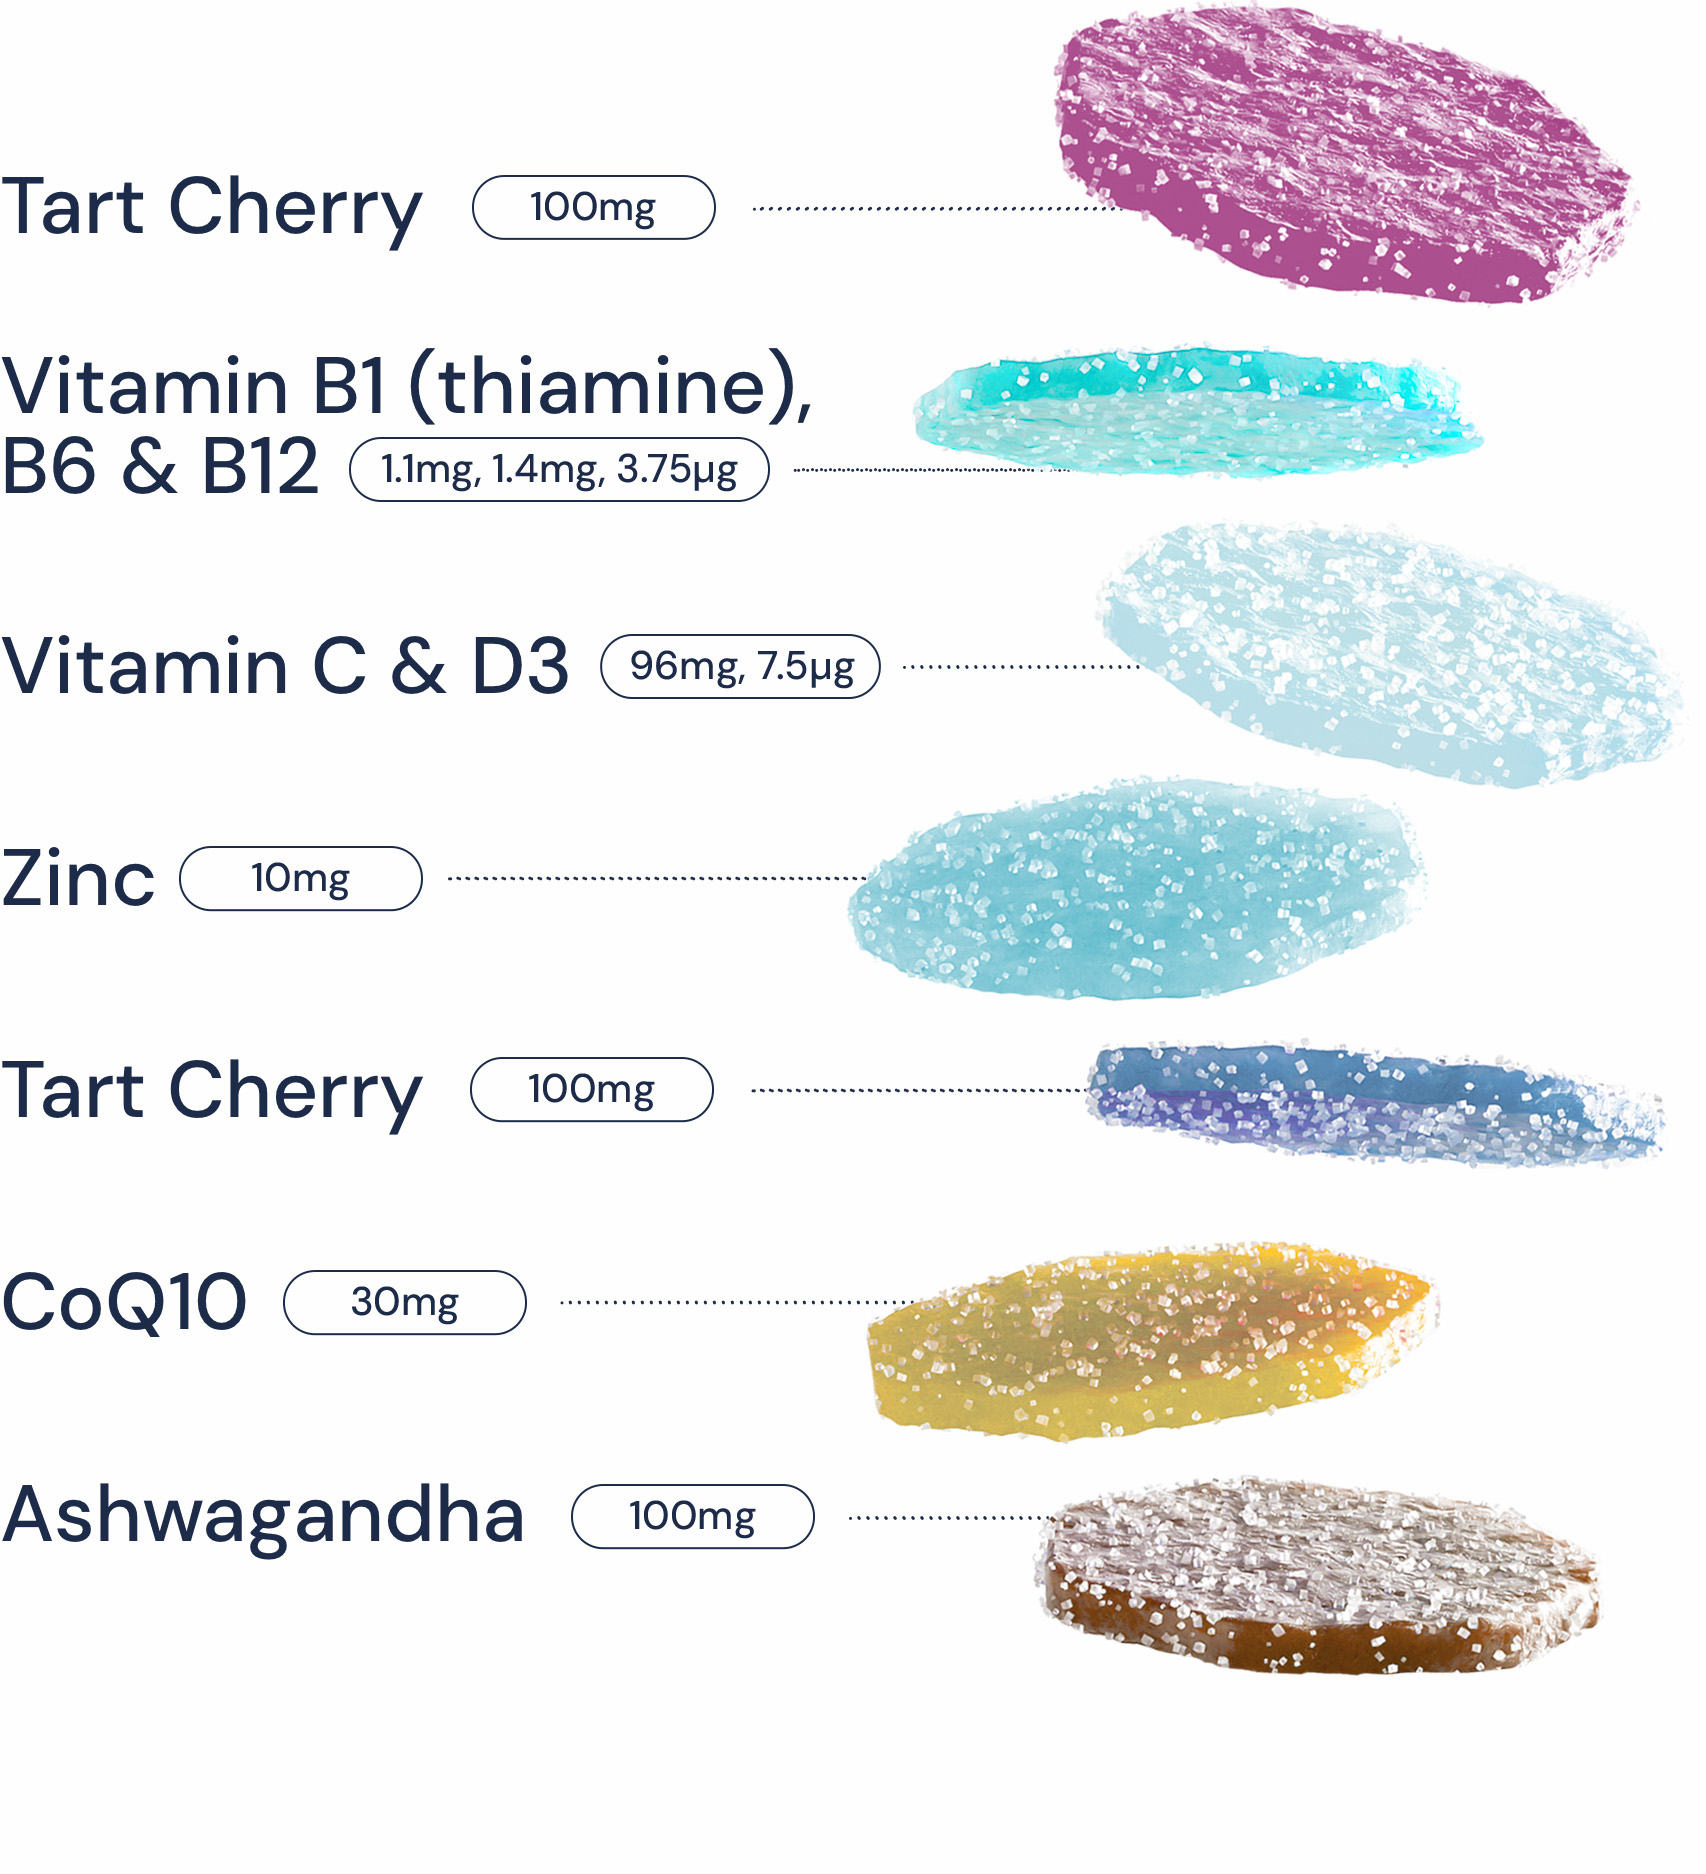 Tart Cherry 100mg
Vitamin B1 (thiamine),
B6 & B12 1.1mg, 1.4mg, 3.75µg
Vitamin C & D3 96mg, 7.5µg
Zinc 10mg
Tart Cherry 100mg
CoQ10 30mg
Ashwagandha 100mg